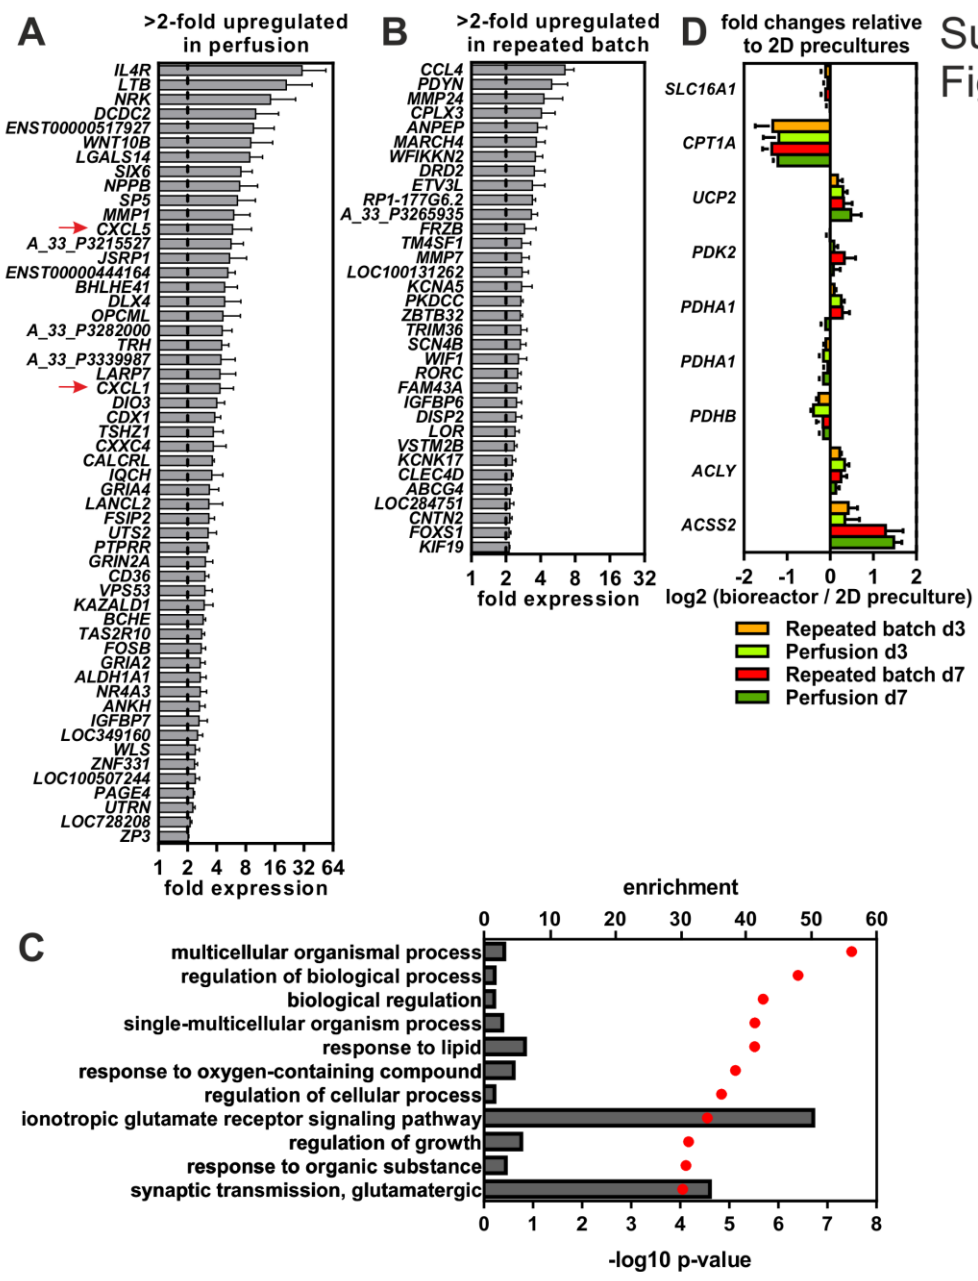 A
>2-fold upregulated
in perfusion
IL4R
LTB
NRK
DCDC2
ENST00000517927
WNT10B
LGALS14
SIX6
NPPB
SP5
MMP1
CXCL5
A_33_P3215527
JSRP1
ENST00000444164
BHLHE41
DLX4
OPCML
A_33_P3282000
TRH
A_33_P3339987
LARP7
CXCL1
DIO3
CDX1
TSHZ1
CXXC4
CALCRL
IQCH
GRIA4
LANCL2
FSIP2
UTS2
PTPRR
GRIN2A
CD36
VPS53
KAZALD1
BCHE
TAS2R10
FOSB
GRIA2
ALDH1A1
NR4A3
ANKH
IGFBP7
LOC349160
WLS
ZNF331
LOC100507244
PAGE4
UTRN
LOC728208
ZP3
1 2 4 8 16 32 64
fold expression
B
>2-fold upregulated
in repeated batch
CCL4
PDYN
MMP24
CPLX3
ANPEP
MARCH4
WFIKKN2
DRD2
ETV3L
RP1-177G6.2
A_33_P3265935
FRZB
TM4SF1
MMP7
LOC100131262
KCNA5
PKDCC
ZBTB32
TRIM36
SCN4B
WIF1
RORC
FAM43A
IGFBP6
DISP2
LOR
VSTM2B
KCNK17
CLEC4D
ABCG4
LOC284751
CNTN2
FOXS1
KIF19
1 2 4 8 16 32
fold expression
D
fold changes relative
to 2D precultures
SLC16A1
CPT1A
UCP2
PDK2
PDHA1
PDHA1
PDHB
ACLY
ACSS2
-2 -1 0 1 2
log2 (bioreactor / 2D preculture)
Repeated batch d3
Perfusion d3
Repeated batch d7
Perfusion d7
Su
Fi
C
enrichment
0 10 20 30 40 50 60
multicellular organismal process
regulation of biological process
biological regulation
single-multicellular organism process
response to lipid
response to oxygen-containing compound
regulation of cellular process
ionotropic glutamate receptor signaling pathway
regulation of growth
response to organic substance
synaptic transmission, glutamatergic
0 1 2 3 4 5 6 7 8
-log10 p-value